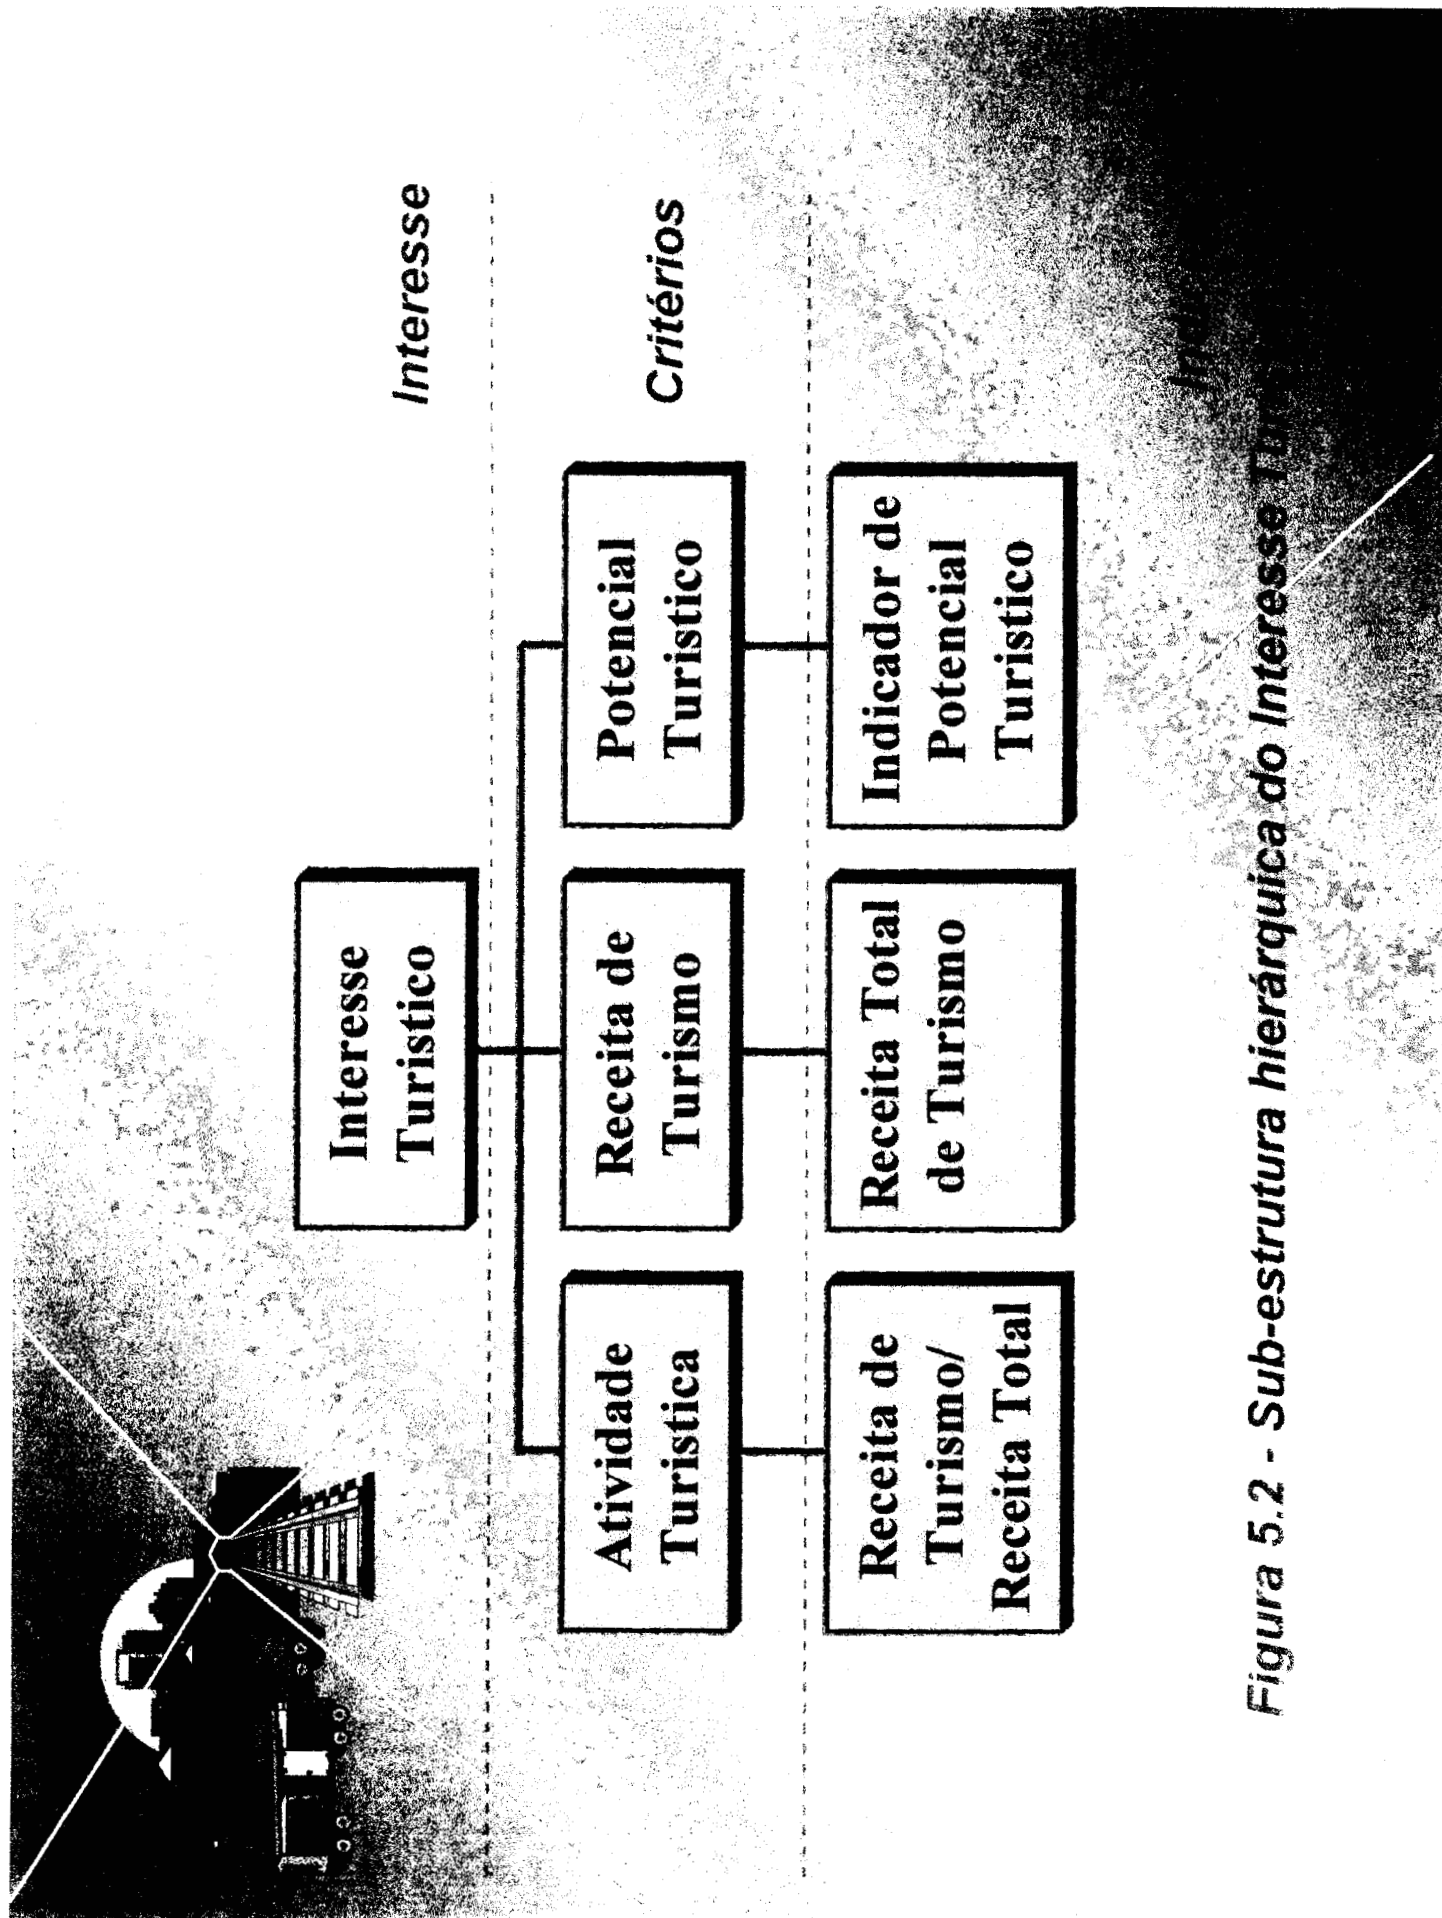 Interesse
Turistico
Interesse
Atividade
Turistica
Receita de
Turismo
Potencial
Turistico
Critérios
Receita de
Turismo/
Receita Total
Receita Total
de Turismo
Indicador de
Potencial
Turistico
Figura 5.2 - Sub-estrutura hierárquica do Interesse